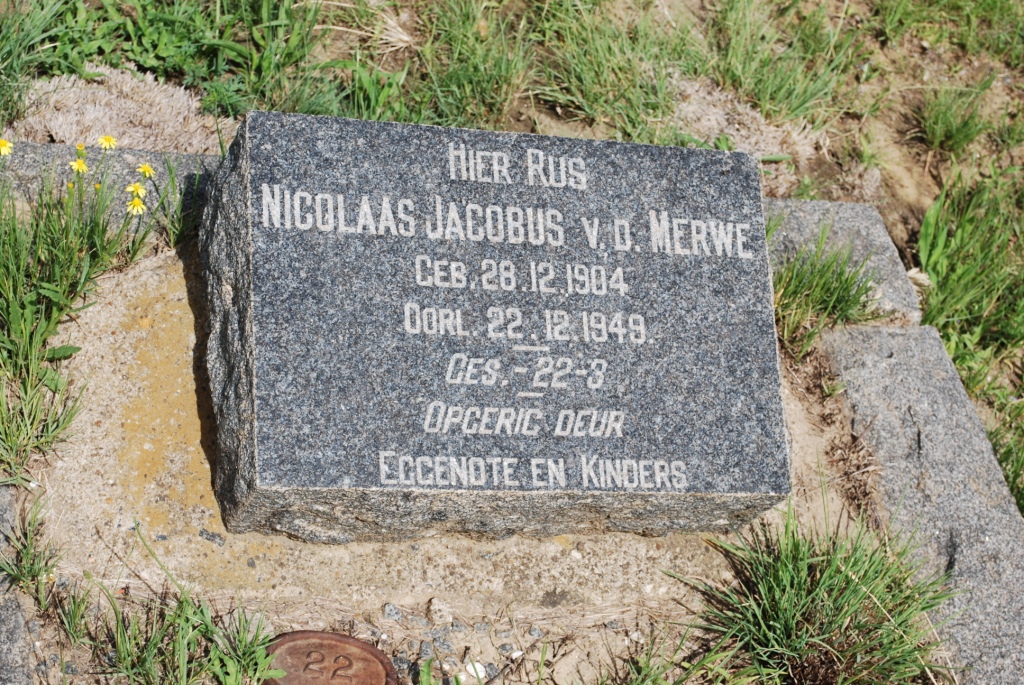 HIER RUS
NICOLAAS JACOBUS V.D. MERWE
GEB. 28.12.1904
OORL. 22.12.1949.
GES. -22-3
OPGERIG DEUR
EGGENOTE EN KINDERS
22